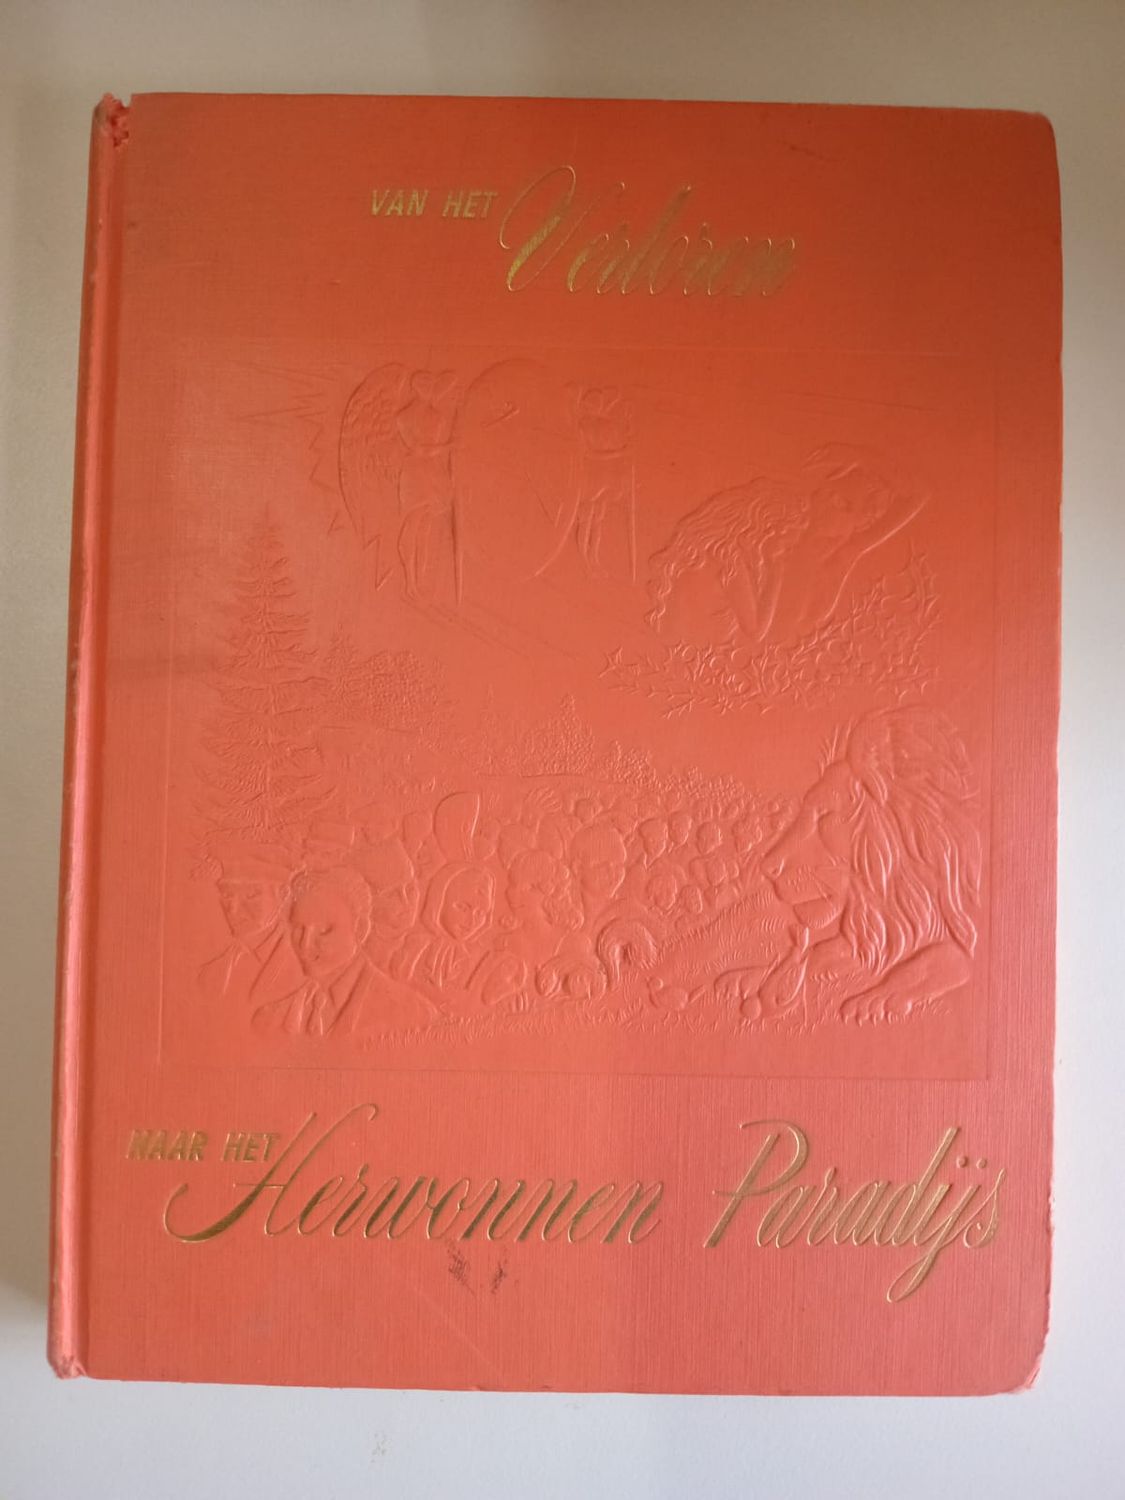 VAN HET Verloren
NAAR HET Herwonnen Paradijs